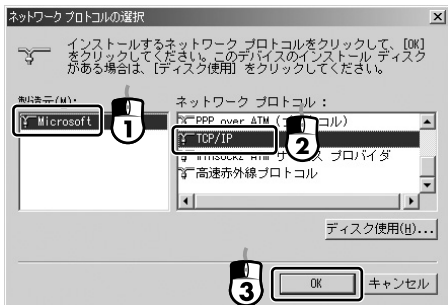 ネットワーク プロトコルの選択
インストールするネットワーク プロトコルをクリックして、[OK]
をクリックしてください。このデバイスのインストール ディスク
がある場合は、[ディスク使用] をクリックしてください。
製造元(M):
ネットワーク プロトコル :
Microsoft
1
PPP over ATM
コル)
TCP/IP
2
プロバイダ
高速赤外線プロトコル
ディスク使用(H)...
3
OK
キャンセル